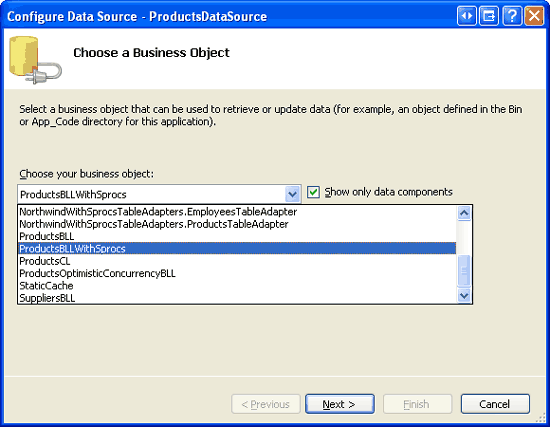 Configure Data Source - ProductsDataSource
Choose a Business Object
Select a business object that can be used to retrieve or update data (for example, an object defined in the Bin
or App_Code directory for this application).
Choose your business object:
ProductsBLLWithSprocs
Show only data components
NorthwindWithSprocsTableAdapters.EmployeesTableAdapter
NorthwindWithSprocsTableAdapters.ProductsTableAdapter
ProductsBLL
ProductsBLLWithSprocs
ProductsCL
ProductsOptimisticConcurrencyBLL
StaticCache
SuppliersBLL
< Previous
Next >
Finish
Cancel